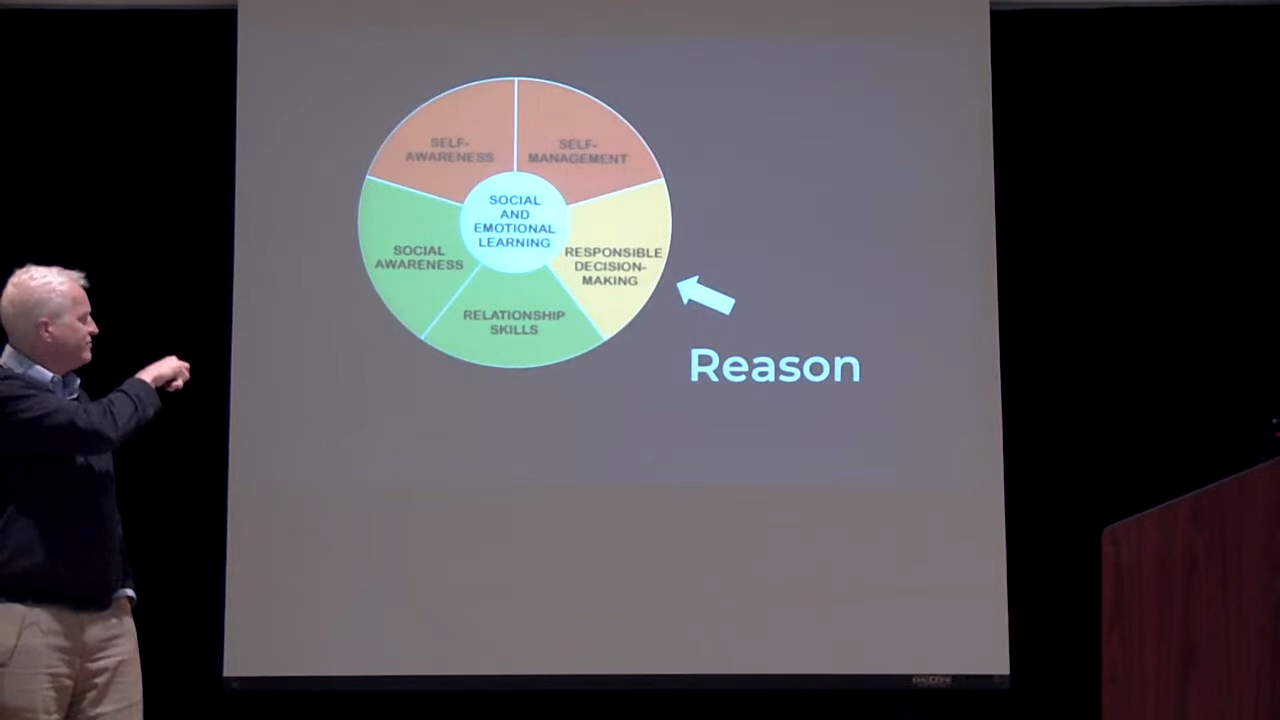 SELF-
AWARENESS
SELF-
MANAGEMENT
SOCIAL
AND
EMOTIONAL
LEARNING
SOCIAL
AWARENESS
RESPONSIBLE
DECISION-
MAKING
RELATIONSHIP
SKILLS
Reason